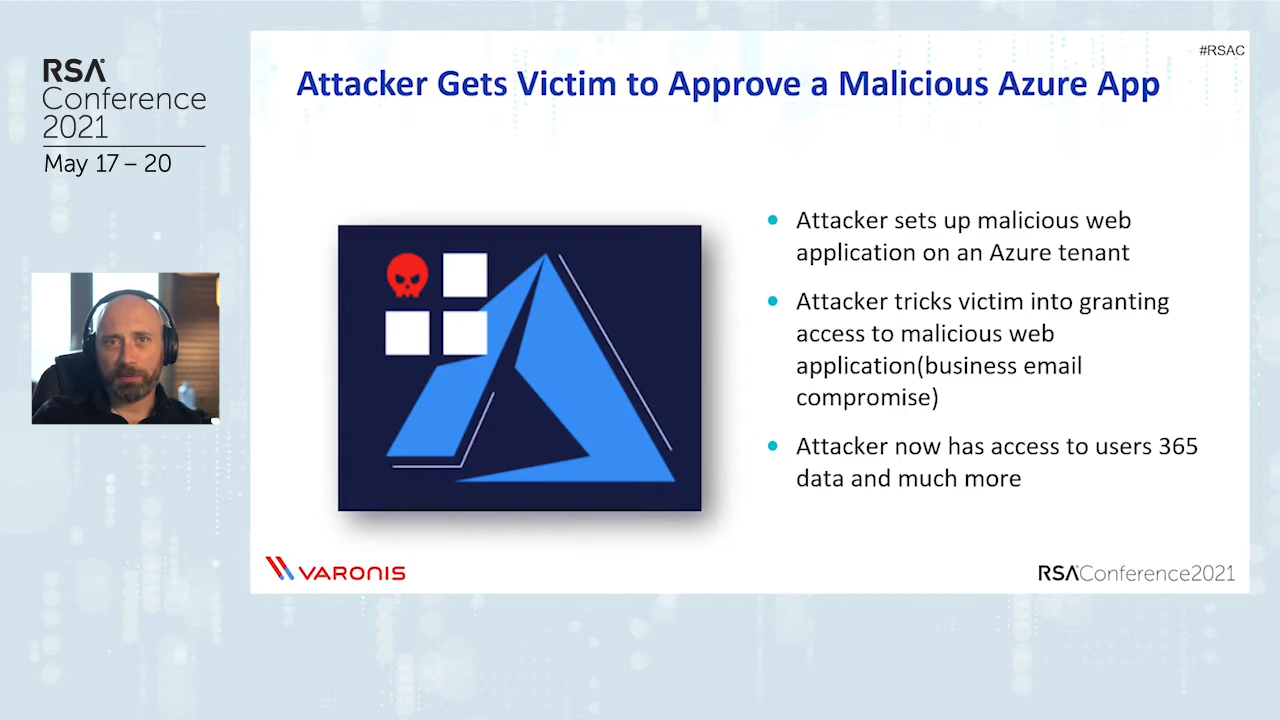 RSA
Conference
2021
May 17 – 20
#RSAC
Attacker Gets Victim to Approve a Malicious Azure App
Attacker sets up malicious web
application on an Azure tenant
Attacker tricks victim into granting
access to malicious web
application(business email
compromise)
Attacker now has access to users 365
data and much more
VARONIS
RSAConference2021